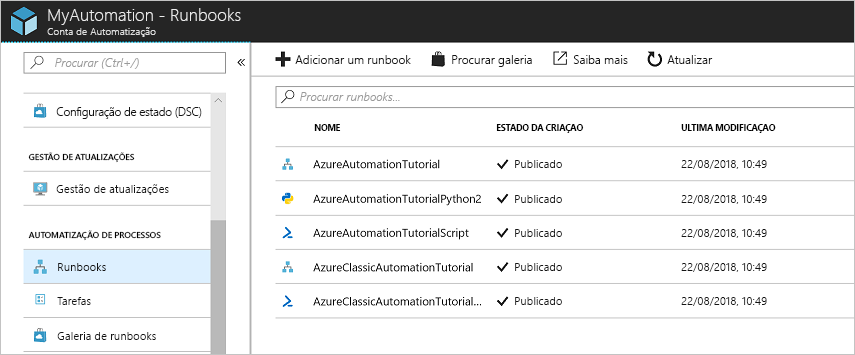 MyAutomation - Runbooks
Conta de Automatização
Procurar (Ctrl+/)
«
Configuração de estado (DSC)
GESTÃO DE ATUALIZAÇÕES
Gestão de atualizações
AUTOMATIZAÇÃO DE PROCESSOS
Runbooks
Tarefas
Galeria de runbooks
Adicionar um runbook Procurar galeria Saiba mais Atualizar
Procurar runbooks...
NOME ESTADO DA CRIAÇÃO ULTIMA MODIFICAÇAO
AzureAutomationTutorial Publicado 22/08/2018, 10:49
AzureAutomationTutorialPython2 Publicado 22/08/2018, 10:49
AzureAutomationTutorialScript Publicado 22/08/2018, 10:49
AzureClassicAutomationTutorial Publicado 22/08/2018, 10:49
AzureClassicAutomationTutorial... Publicado 22/08/2018, 10:49